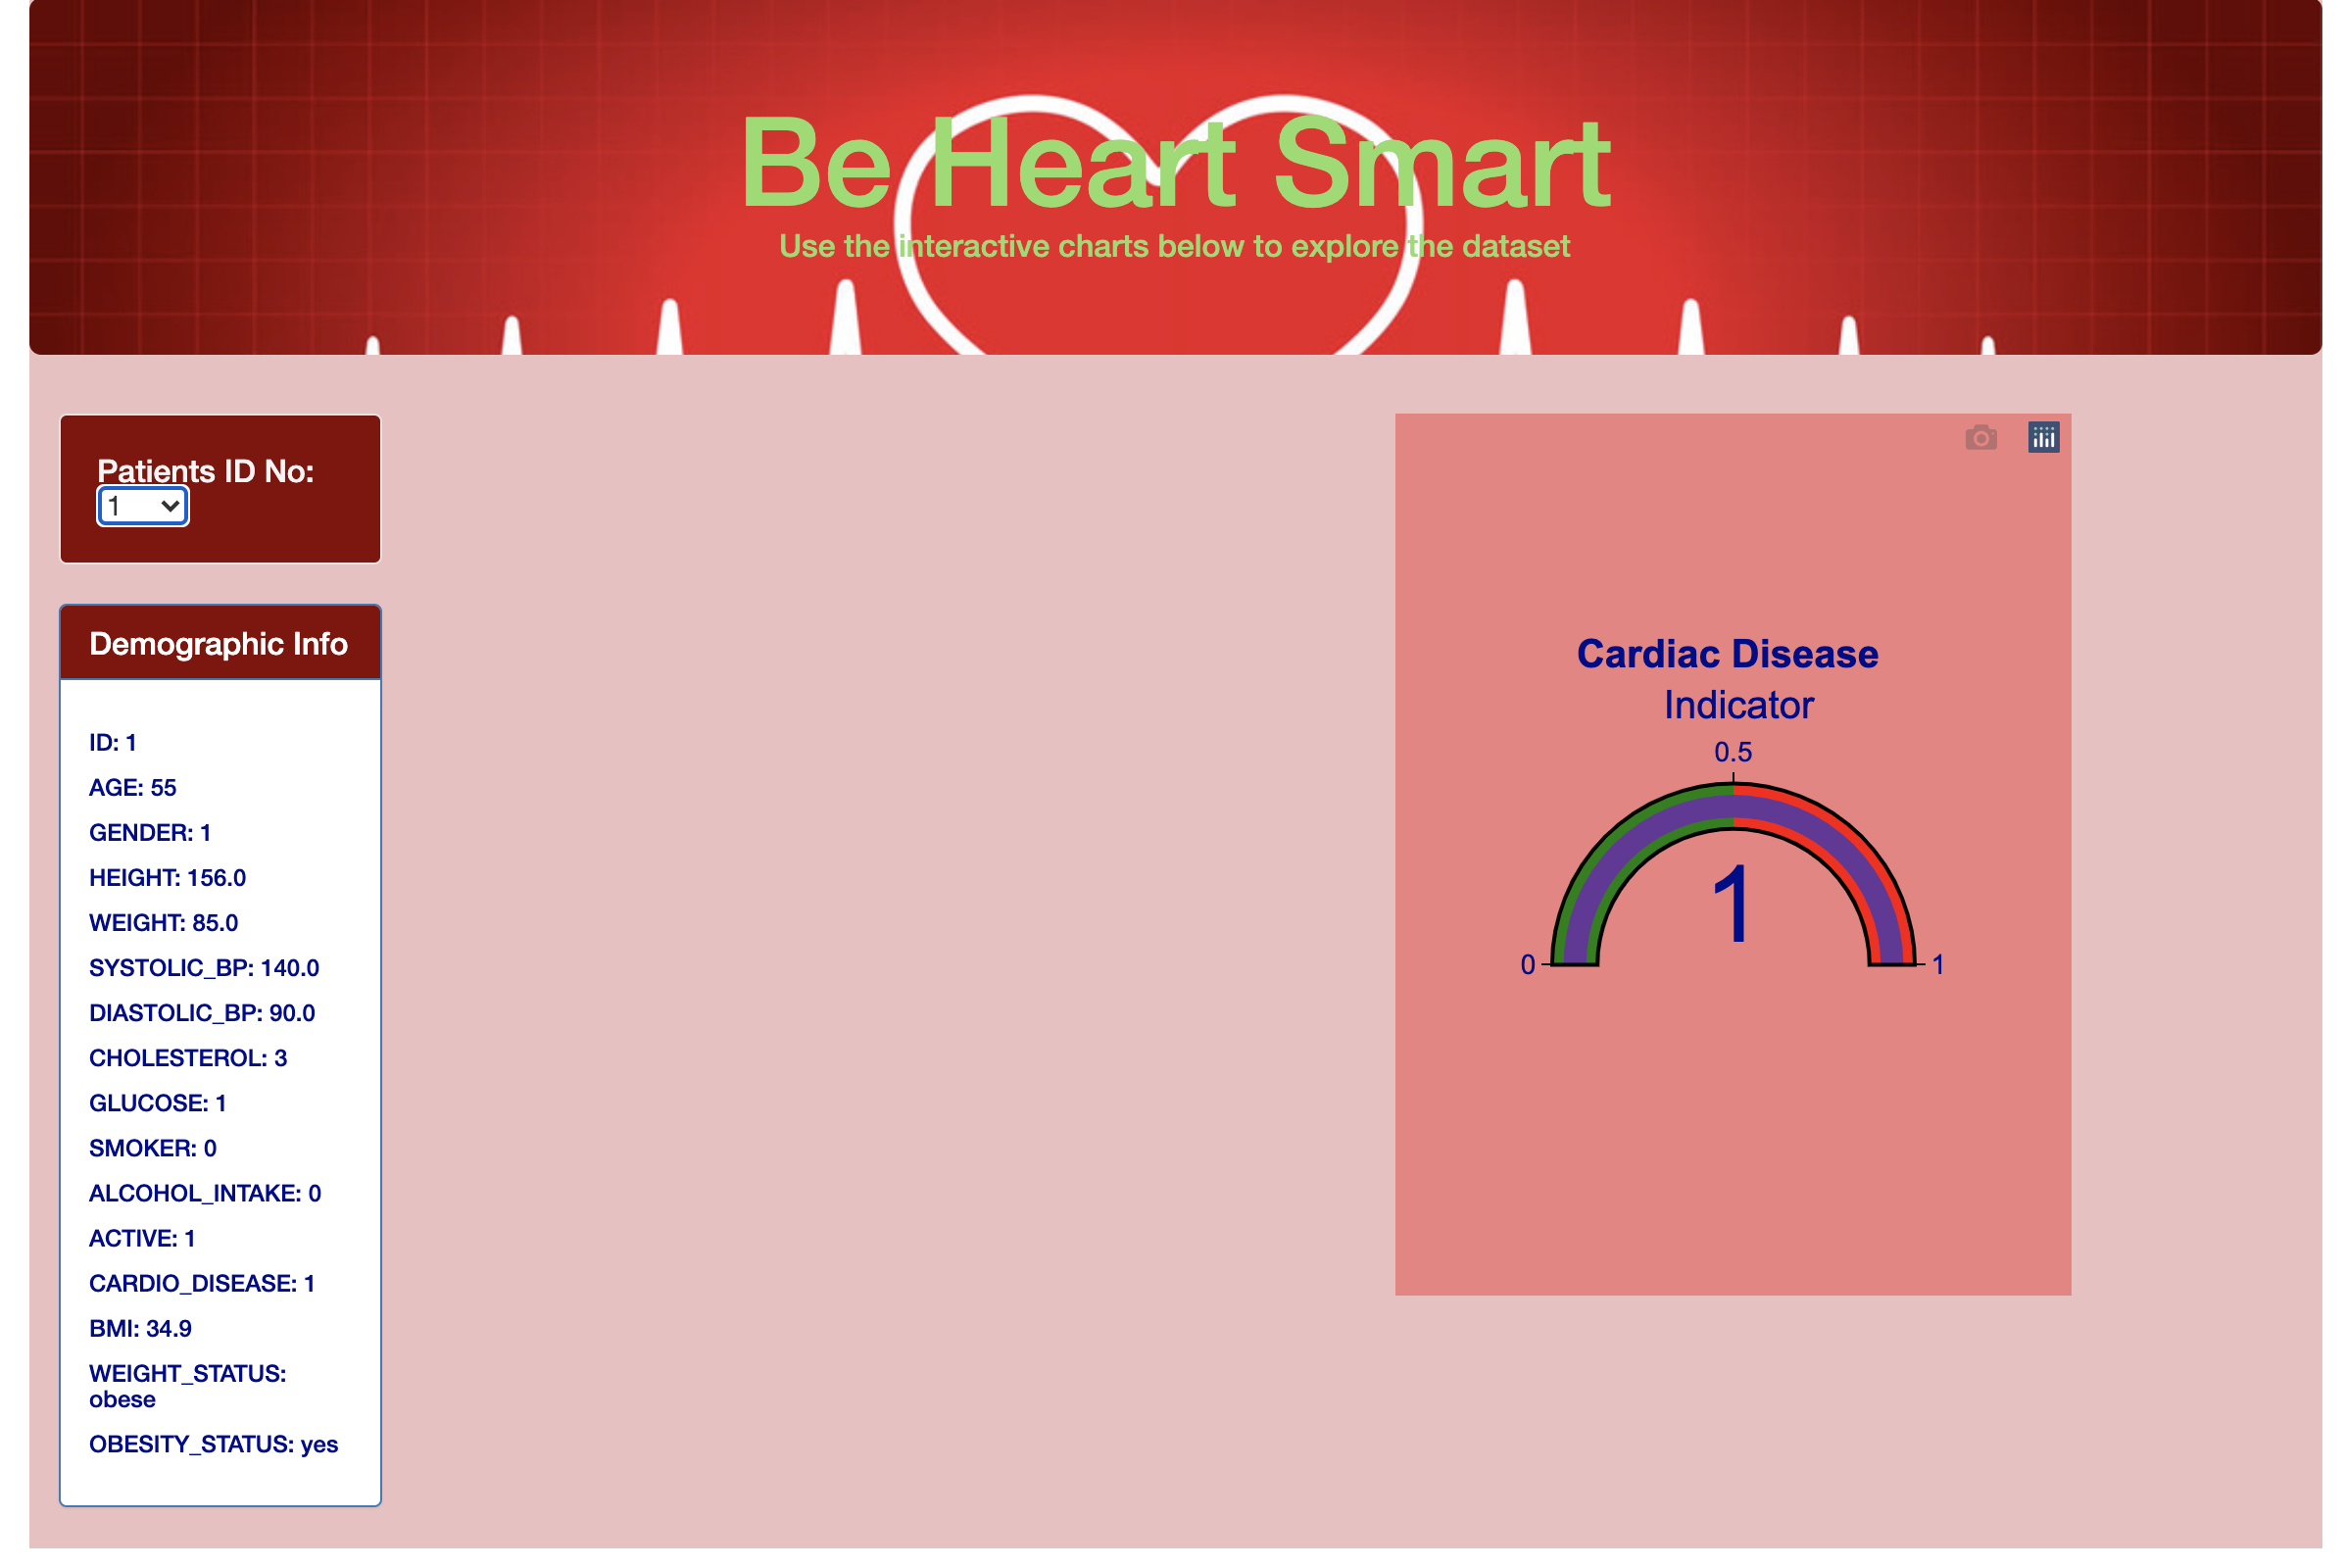 Be Heart Smart
Use the interactive charts below to explore the dataset
Patients ID No:
1
Demographic Info
ID: 1
AGE: 55
GENDER: 1
HEIGHT: 156.0
WEIGHT: 85.0
SYSTOLIC_BP: 140.0
DIASTOLIC_BP: 90.0
CHOLESTEROL: 3
GLUCOSE: 1
SMOKER: 0
ALCOHOL_INTAKE: 0
ACTIVE: 1
CARDIO_DISEASE: 1
BMI: 34.9
WEIGHT_STATUS:
obese
OBESITY_STATUS: yes
Cardiac Disease
Indicator
0.5
1
0
1